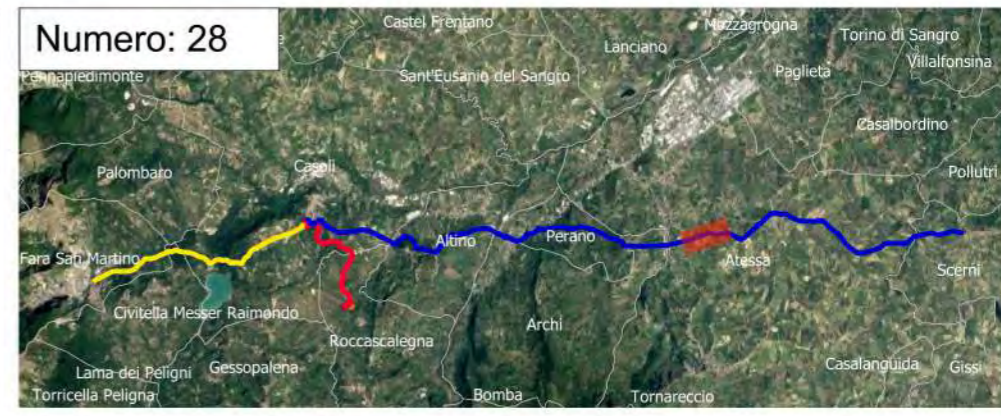 Numero: 28
Castel Frentano
Mozzagrogna
Torino di Sangro
Lanciano
Villalfonsina
Pennapiedimonte
Sant'Eusanio del Sangro
Paglieta
Casalbordino
Palombaro
Casoli
Pollutri
Altino
Perano
Fara San Martino
Atessa
Scerni
Civitella Messer Raimondo
Archi
Roccascalegna
Lama dei Peligni
Gessopalena
Casalanguida
Gissi
Torricella Peligna
Bomba
Tornareccio